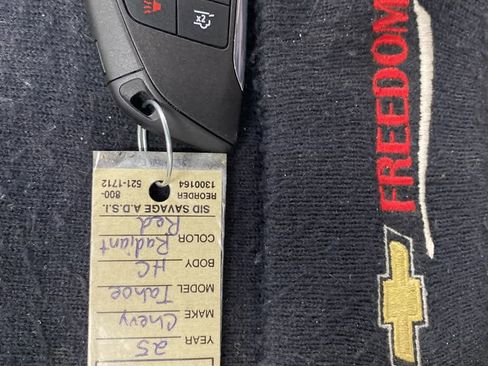 FREEDOM
2x
YEAR 25
MAKE Chevy
MODEL Tahoe
BODY HC
COLOR Radiant
Red
SID SAVAGE A.D.S.I.
REORDER 800-
1300164 521-1712